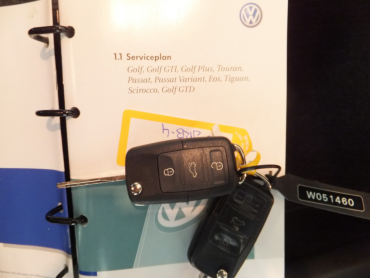 1.1 Serviceplan
Golf, Golf GTI, Golf Plus, Touran,
Passat, Passat Variant, Eos, Tiguan,
Scirocco, Golf GTD
W051460